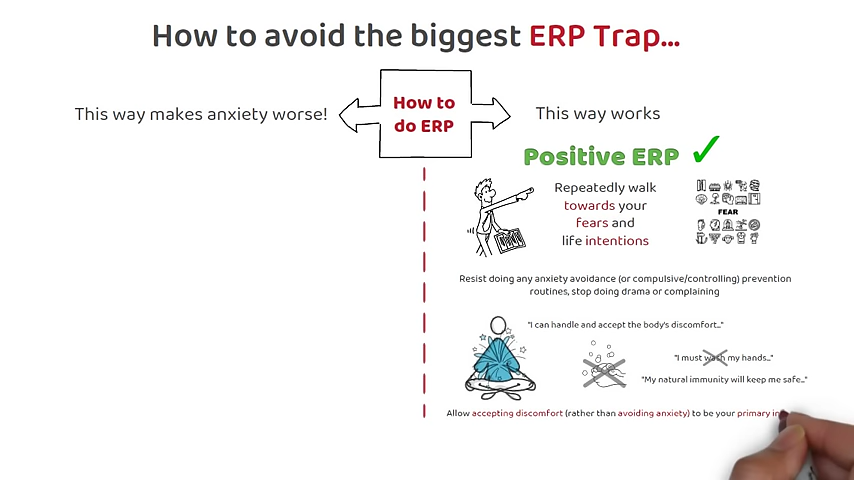 How to avoid the biggest ERP Trap...
This way makes anxiety worse!
How to
do ERP
This way works
Positive ERP
Repeatedly walk
towards your
fears and
life intentions
FEAR
Resist doing any anxiety avoidance (or compulsive/controlling) prevention
routines, stop doing drama or complaining
"I can handle and accept the body's discomfort..."
"I must wash my hands..."
"My natural immunity will keep me safe..."
Allow accepting discomfort (rather than avoiding anxiety) to be your primary